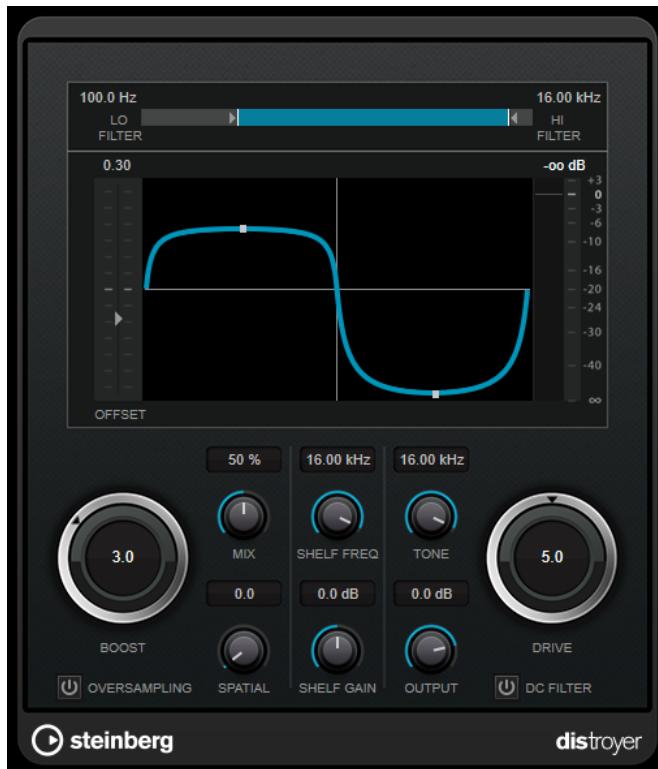 100.0 Hz 16.00 kHz
LO FILTER
HI FILTER
0.30 -oo dB
+3
0
-3
-6
-10
-16
-20
-24
-30
-40
∞
OFFSET
50 % 16.00 kHz 16.00 kHz
3.0 MIX SHELF FREQ TONE 5.0
0.0 0.0 dB 0.0 dB
BOOST DRIVE
OVERSAMPLING SPATIAL SHELF GAIN OUTPUT DC FILTER
steinberg distroyer